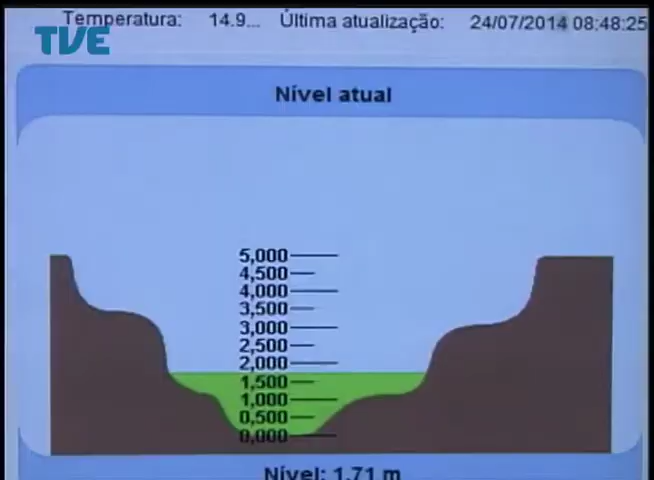 Temperatura: 14.9... Última atualização: 24/07/2014 08:48:25
TVE
Nível atual
5,000
4,500
4,000
3,500
3,000
2,500
2,000
1,500
1,000
0,500
0,000
Nível: 1.71 m